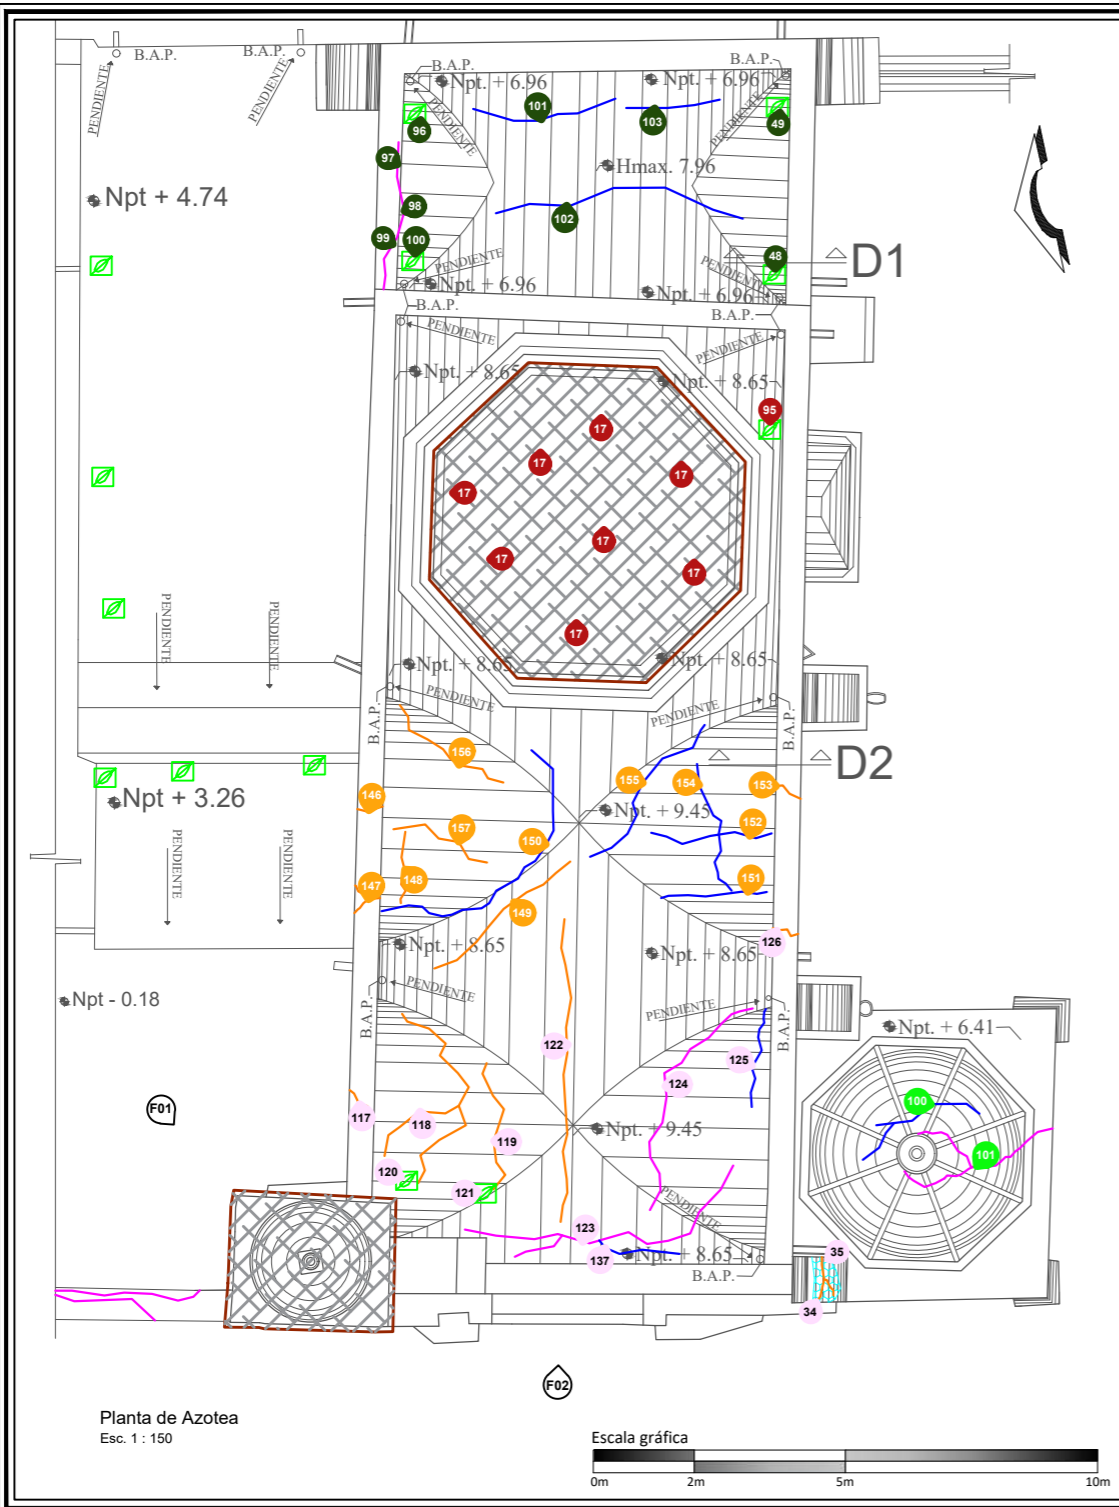 B.A.P.
B.A.P.
B.A.P.
B.A.P.
PENDIENTE
PENDIENTE
Npt. + 6.96
Npt. + 6.96
PENDIENTE
PENDIENTE
101
103
96
49
97
Hmax. 7.96
Npt + 4.74
98
102
99
100
48
PENDIENTE
PENDIENTE
D1
Npt. + 6.96
Npt. + 6.96
B.A.P.
B.A.P.
PENDIENTE
PENDIENTE
Npt. + 8.65
Npt. + 8.65
95
17
17
17
17
17
17
17
17
PENDIENTE
PENDIENTE
Npt. + 8.65
Npt. + 8.65
PENDIENTE
PENDIENTE
B.A.P.
B.A.P.
156
D2
155
154
153
146
Npt + 3.26
Npt. + 9.45
157
152
150
PENDIENTE
PENDIENTE
147
148
151
149
Npt. + 8.65
126
Npt. + 8.65
PENDIENTE
PENDIENTE
Npt - 0.18
B.A.P.
B.A.P.
Npt. + 6.41
122
125
124
100
F01
117
118
119
Npt. + 9.45
101
120
121
PENDIENTE
123
137
Npt. + 8.65
B.A.P.
35
34
F02
Planta de Azotea
Esc. 1 : 150
Escala gráfica
0m 2m 5m 10m